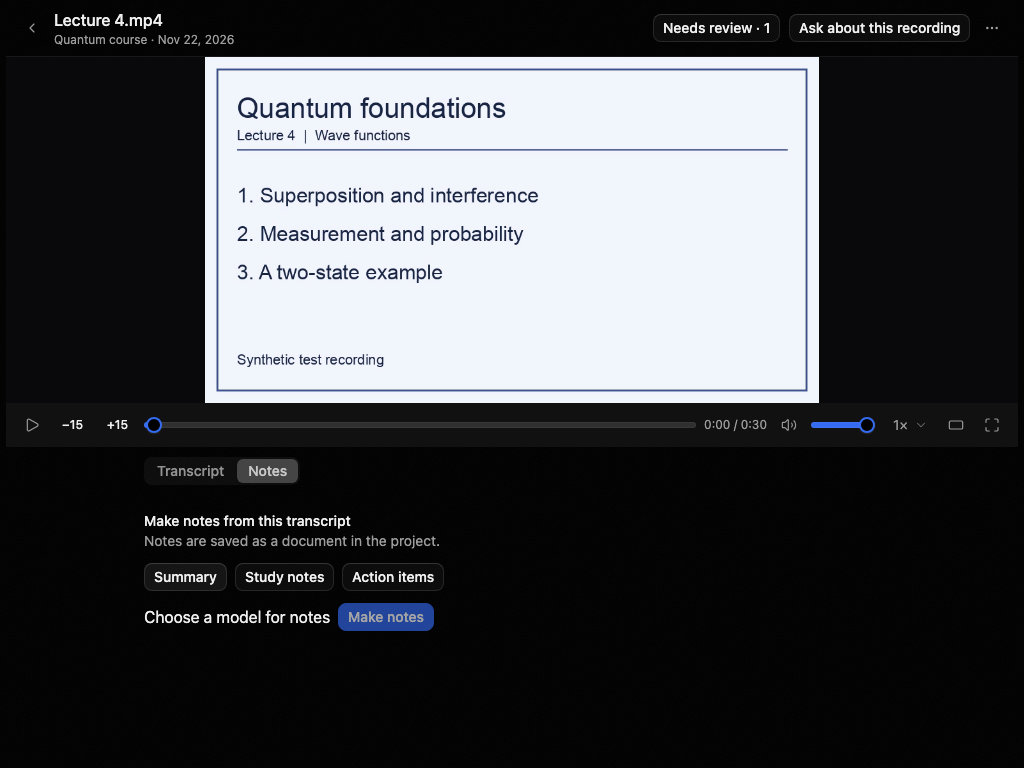 Lecture 4.mp4
Quantum course · Nov 22, 2026
Needs review · 1
Ask about this recording
Quantum foundations
Lecture 4 | Wave functions
1. Superposition and interference
2. Measurement and probability
3. A two-state example
Synthetic test recording
−15 +15 0:00 / 0:30 1×
Transcript Notes
Make notes from this transcript
Notes are saved as a document in the project.
Summary Study notes Action items
Choose a model for notes Make notes